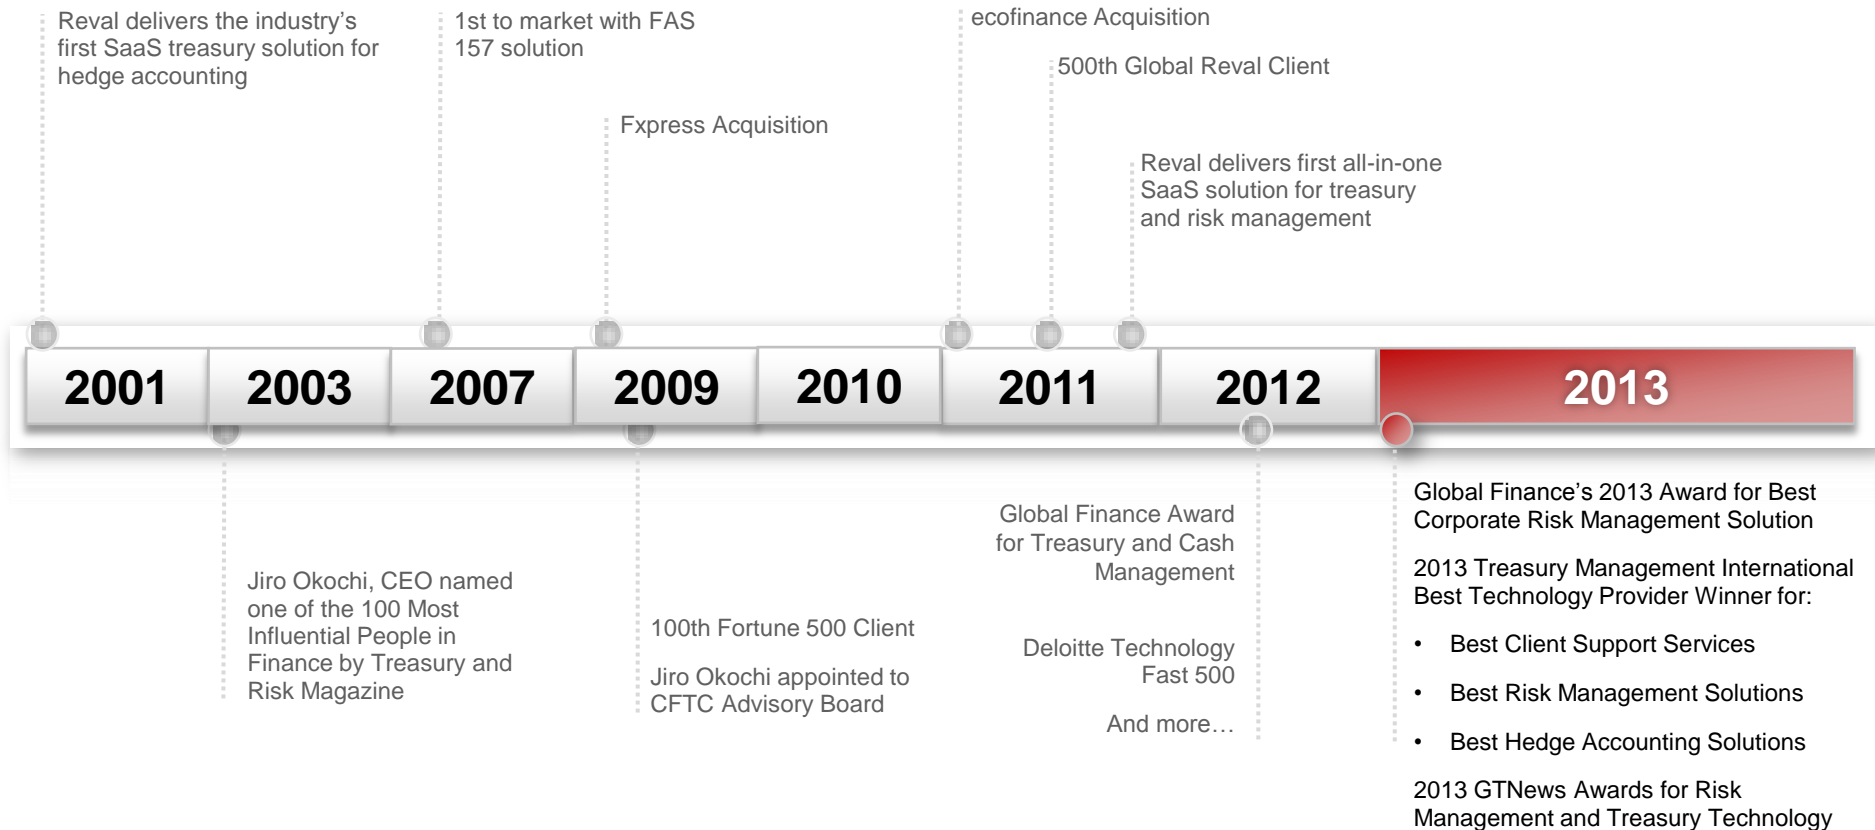 Reval delivers the industry’s
first SaaS treasury solution for
hedge accounting
1st to market with FAS
157 solution
Fxpress Acquisition
ecofinance Acquisition
500th Global Reval Client
Reval delivers first all-in-one
SaaS solution for treasury
and risk management
2001
2003
2007
2009
2010
2011
2012
2013
Jiro Okochi, CEO named
one of the 100 Most
Influential People in
Finance by Treasury and
Risk Magazine
100th Fortune 500 Client
Jiro Okochi appointed to
CFTC Advisory Board
Global Finance Award
for Treasury and Cash
Management
Deloitte Technology
Fast 500
And more…
Global Finance’s 2013 Award for Best
Corporate Risk Management Solution
2013 Treasury Management International
Best Technology Provider Winner for:
• Best Client Support Services
• Best Risk Management Solutions
• Best Hedge Accounting Solutions
2013 GTNews Awards for Risk
Management and Treasury Technology